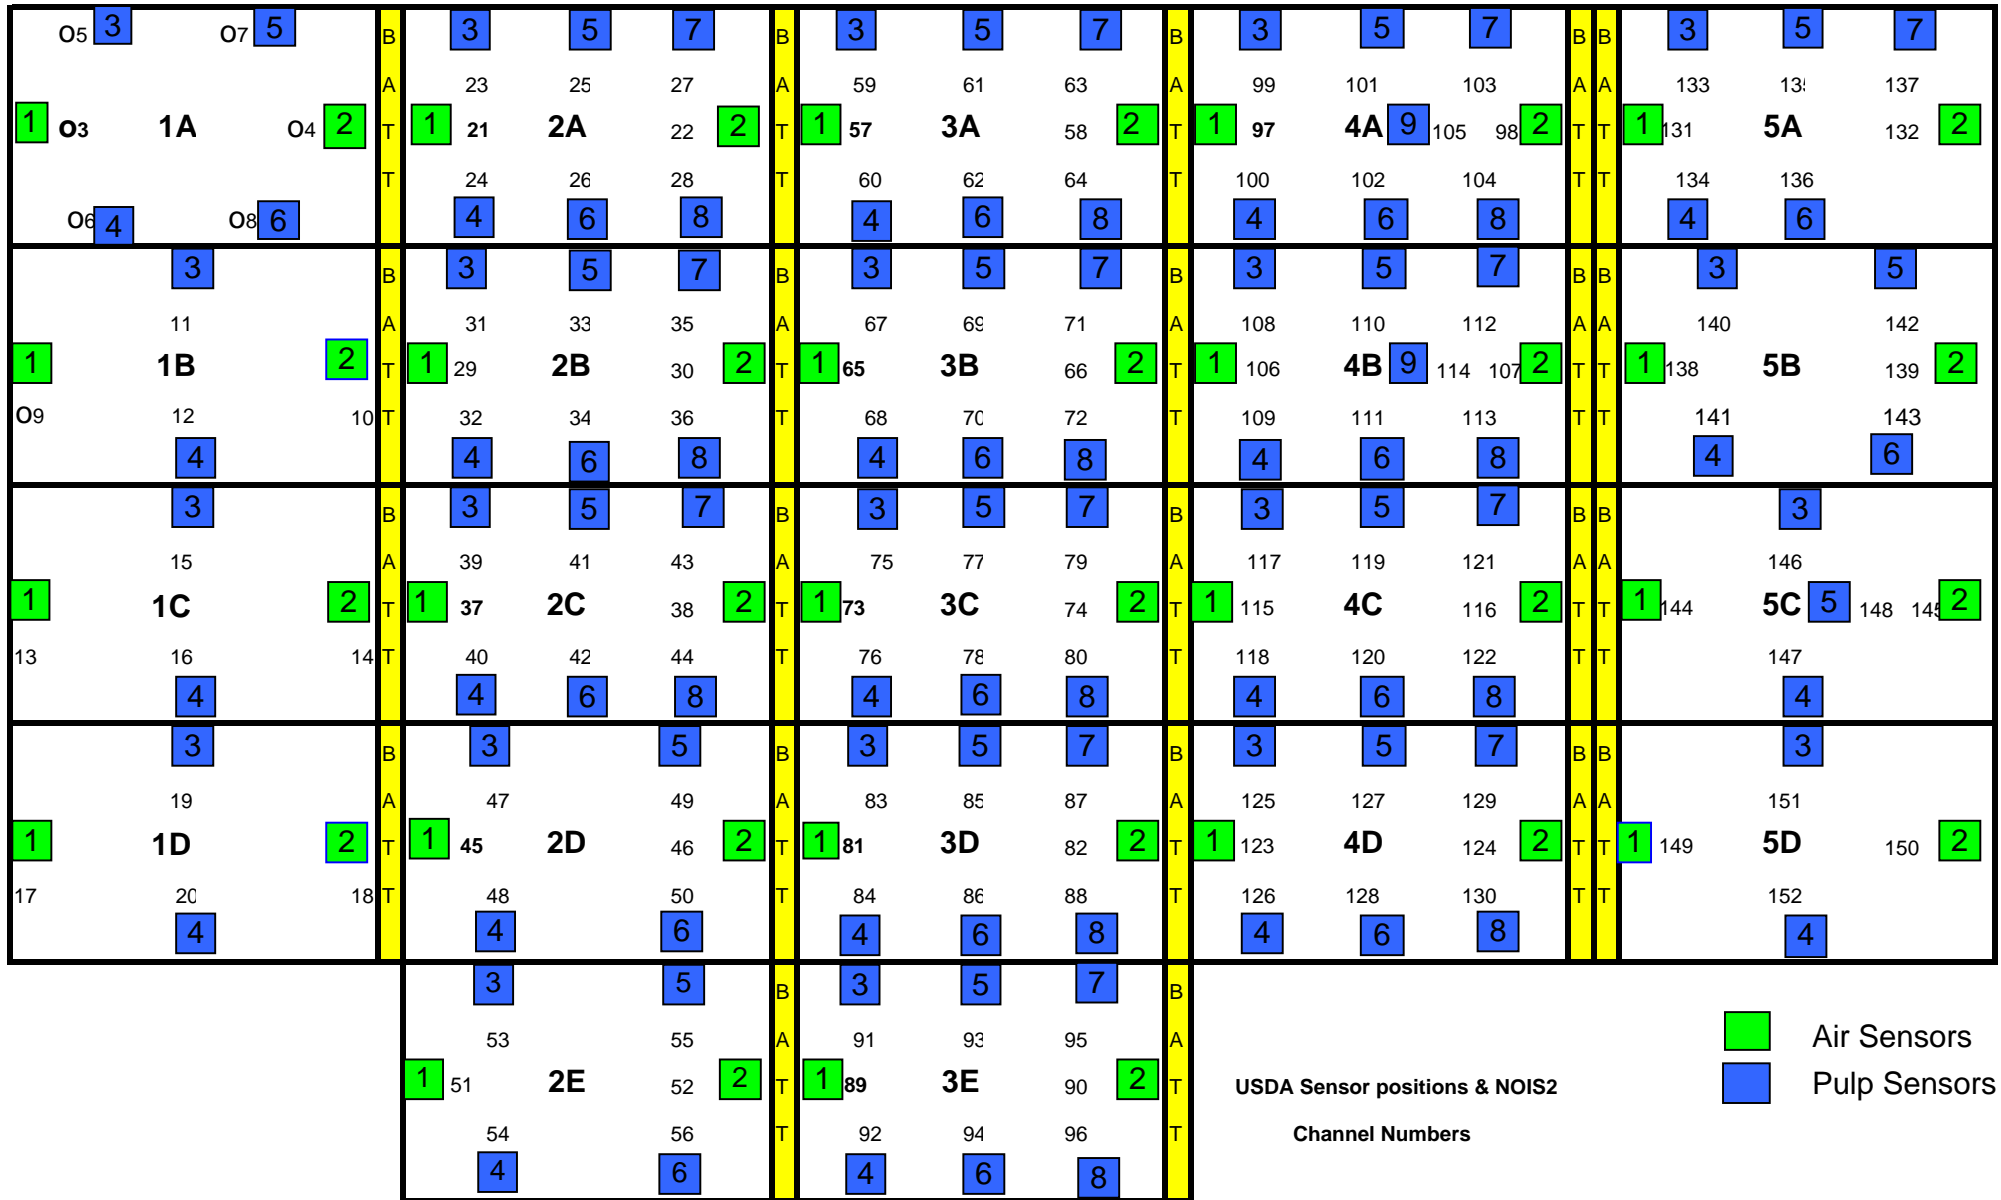 O5 3 O7 5 B 3 5 7 B 3 5 7 B 3 5 7 B B 3 5 7
A 23 25 27 A 59 61 63 A 99 101 103 A A 133 135 137
1 O3 1A O4 2 T 1 21 2A 22 2 T 1 57 3A 58 2 T 1 97 4A 9 105 98 2 T T 1 131 5A 132 2
T 24 26 28 T 60 62 64 T 100 102 104 T T 134 136
O6 4 O8 6 4 6 8 4 6 8 4 6 8 4 6
3 B 3 5 7 B 3 5 7 B 3 5 7 B B 3 5
11 A 31 33 35 A 67 69 71 A 108 110 112 A A 140 142
1 1B 2 T 1 29 2B 30 2 T 1 65 3B 66 2 T 1 106 4B 9 114 107 2 T T 1 138 5B 139 2
O9 12 10 T 32 34 36 T 68 70 72 T 109 111 113 T T 141 143
4 4 6 8 4 6 8 4 6 8 4 6
3 B 3 5 7 B 3 5 7 B 3 5 7 B B 3
15 A 39 41 43 A 75 77 79 A 117 119 121 A A 146
1 1C 2 T 1 37 2C 38 2 T 1 73 3C 74 2 T 1 115 4C 116 2 T T 1 144 5C 5 148 145 2
13 16 14 T 40 42 44 T 76 78 80 T 118 120 122 T T 147
4 4 6 8 4 6 8 4 6 8 4
3 B 3 5 B 3 5 7 B 3 5 7 B B 3
19 A 47 49 A 83 85 87 A 125 127 129 A A 151
1 1D 2 T 1 45 2D 46 2 T 1 81 3D 82 2 T 1 123 4D 124 2 T T 1 149 5D 150 2
17 20 18 T 48 50 T 84 86 88 T 126 128 130 T T 152
4 4 6 4 6 8 4 6 8 4
3 5 B 3 5 7 B
53 55 A 91 93 95 A Air Sensors
1 51 2E 52 2 T 1 89 3E 90 2 T USDA Sensor positions & NOIS2 Pulp Sensors
54 56 T 92 94 96 T Channel Numbers
4 6 4 6 8